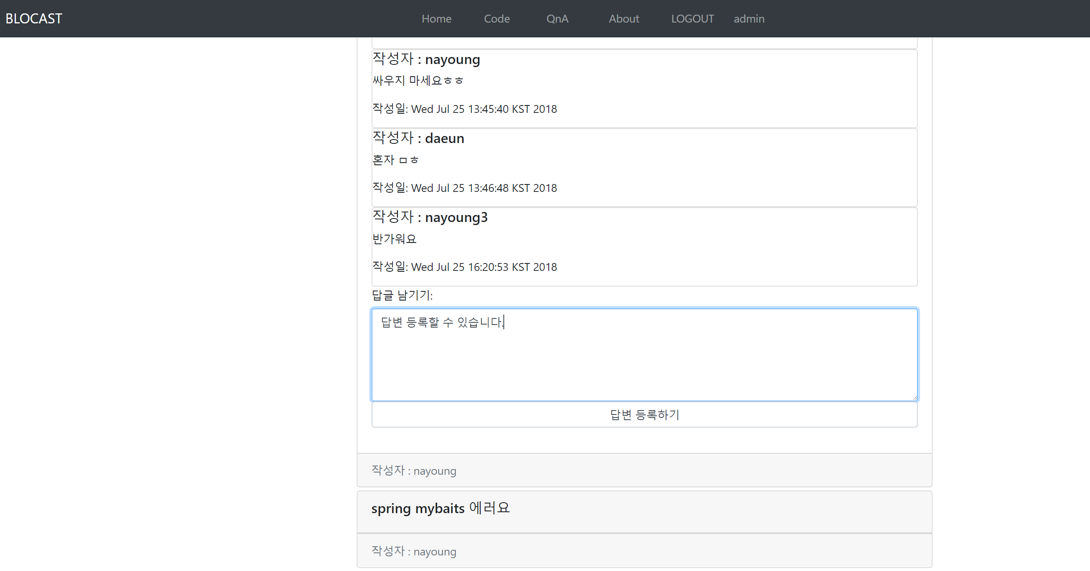 BLOCAST Home Code QnA About LOGOUT admin
작성자 : nayoung
싸우지 마세요ㅎㅎ
작성일: Wed Jul 25 13:45:40 KST 2018
작성자 : daeun
혼자 ㅁㅎ
작성일: Wed Jul 25 13:46:48 KST 2018
작성자 : nayoung3
반가워요
작성일: Wed Jul 25 16:20:53 KST 2018
답글 남기기:
답변 등록할 수 있습니다.
답변 등록하기
작성자 : nayoung
spring mybaits 에러요
작성자 : nayoung